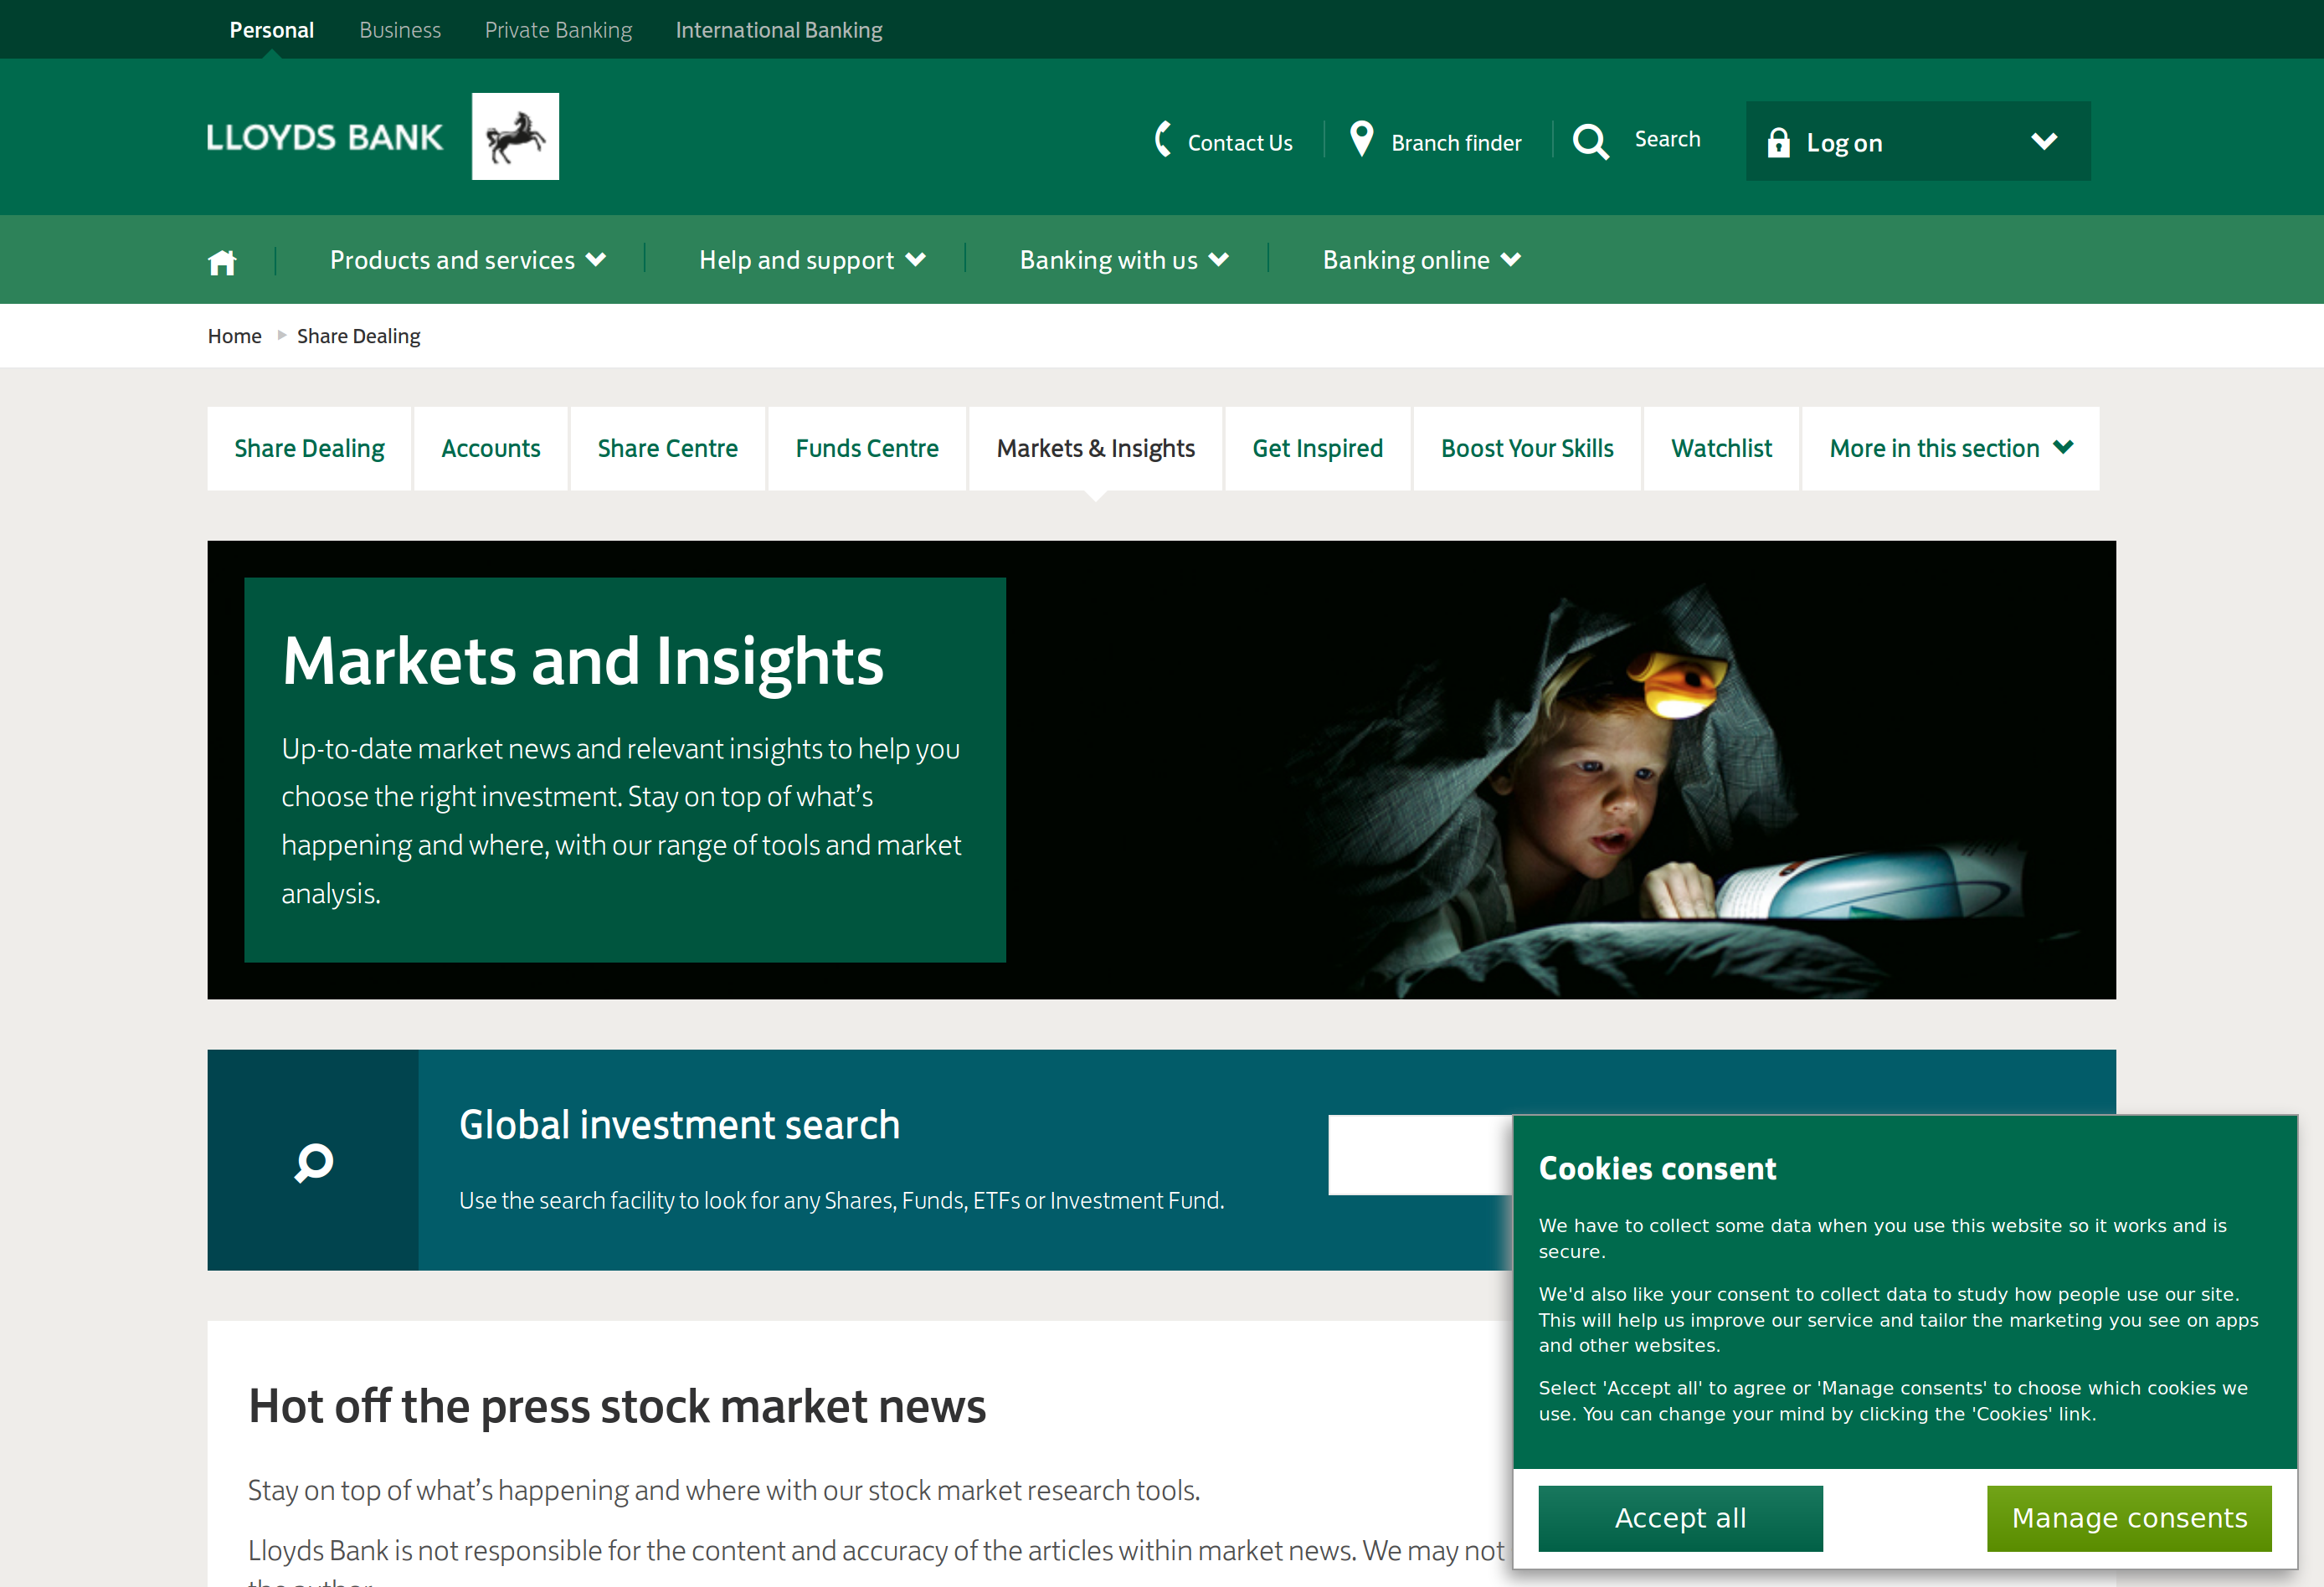 Personal Business Private Banking International Banking
LLOYDS BANK
Contact Us Branch finder Search Log on
Products and services Help and support Banking with us Banking online
Home Share Dealing
Share Dealing Accounts Share Centre Funds Centre Markets & Insights Get Inspired Boost Your Skills Watchlist More in this section
Markets and Insights
Up-to-date market news and relevant insights to help you
choose the right investment. Stay on top of what’s
happening and where, with our range of tools and market
analysis.
Global investment search
Use the search facility to look for any Shares, Funds, ETFs or Investment Fund.
Hot off the press stock market news
Stay on top of what’s happening and where with our stock market research tools.
Lloyds Bank is not responsible for the content and accuracy of the articles within market news. We may not
the author
Cookies consent
We have to collect some data when you use this website so it works and is
secure.
We'd also like your consent to collect data to study how people use our site.
This will help us improve our service and tailor the marketing you see on apps
and other websites.
Select 'Accept all' to agree or 'Manage consents' to choose which cookies we
use. You can change your mind by clicking the 'Cookies' link.
Accept all Manage consents